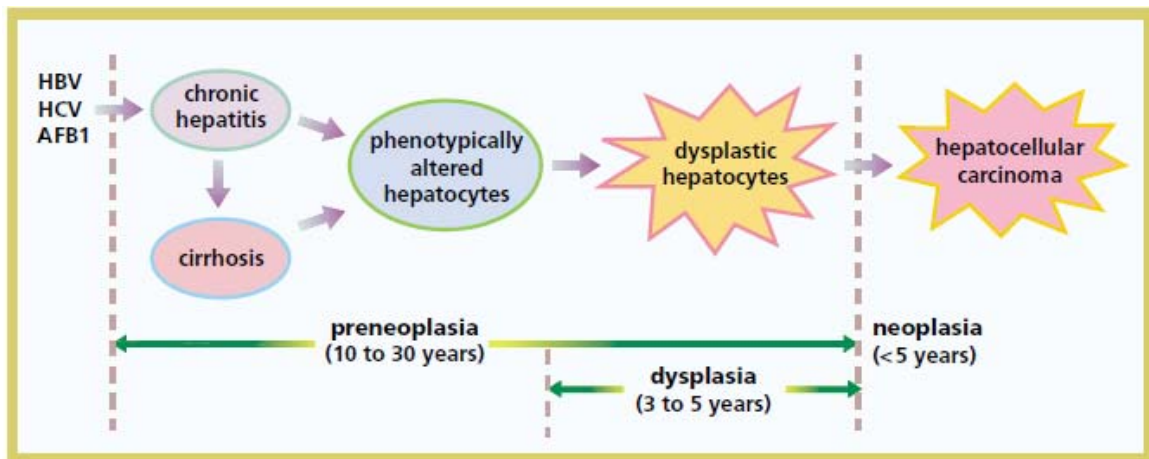 HBV
HCV
AFB1
chronic
hepatitis
cirrhosis
phenotypically
altered
hepatocytes
dysplastic
hepatocytes
hepatocellular
carcinoma
preneoplasia
(10 to 30 years)
neoplasia
(<5 years)
dysplasia
(3 to 5 years)